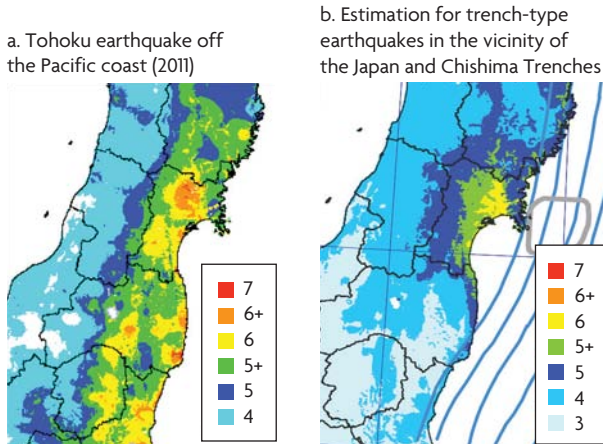 a. Tohoku earthquake off
the Pacific coast (2011)
7
6+
6
5+
5
4
b. Estimation for trench-type
earthquakes in the vicinity of
the Japan and Chishima Trenches
7
6+
6
5+
5
4
3